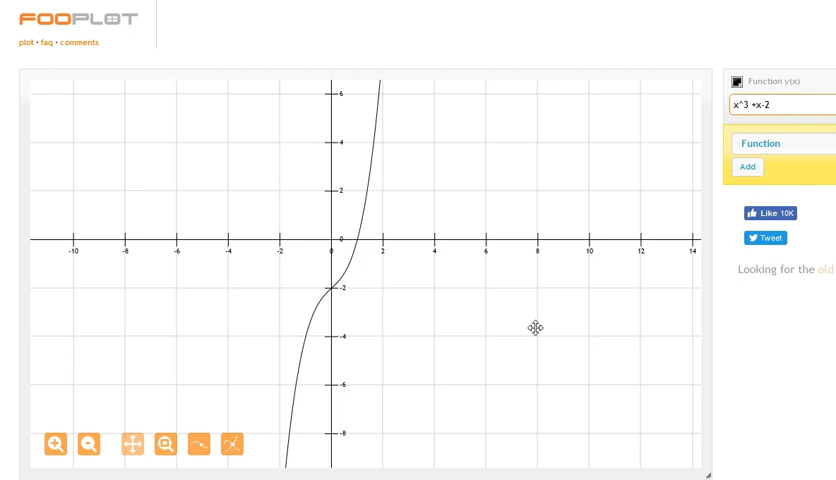 FOOPLOT
plot • faq • comments
Function y(x)
x^3 +x-2
Function
Add
Like 10K
Tweet
Looking for the old
6
4
2
0
-10 -8 -6 -4 -2 0 2 4 6 8 10 12 14
-2
-4
-6
-8